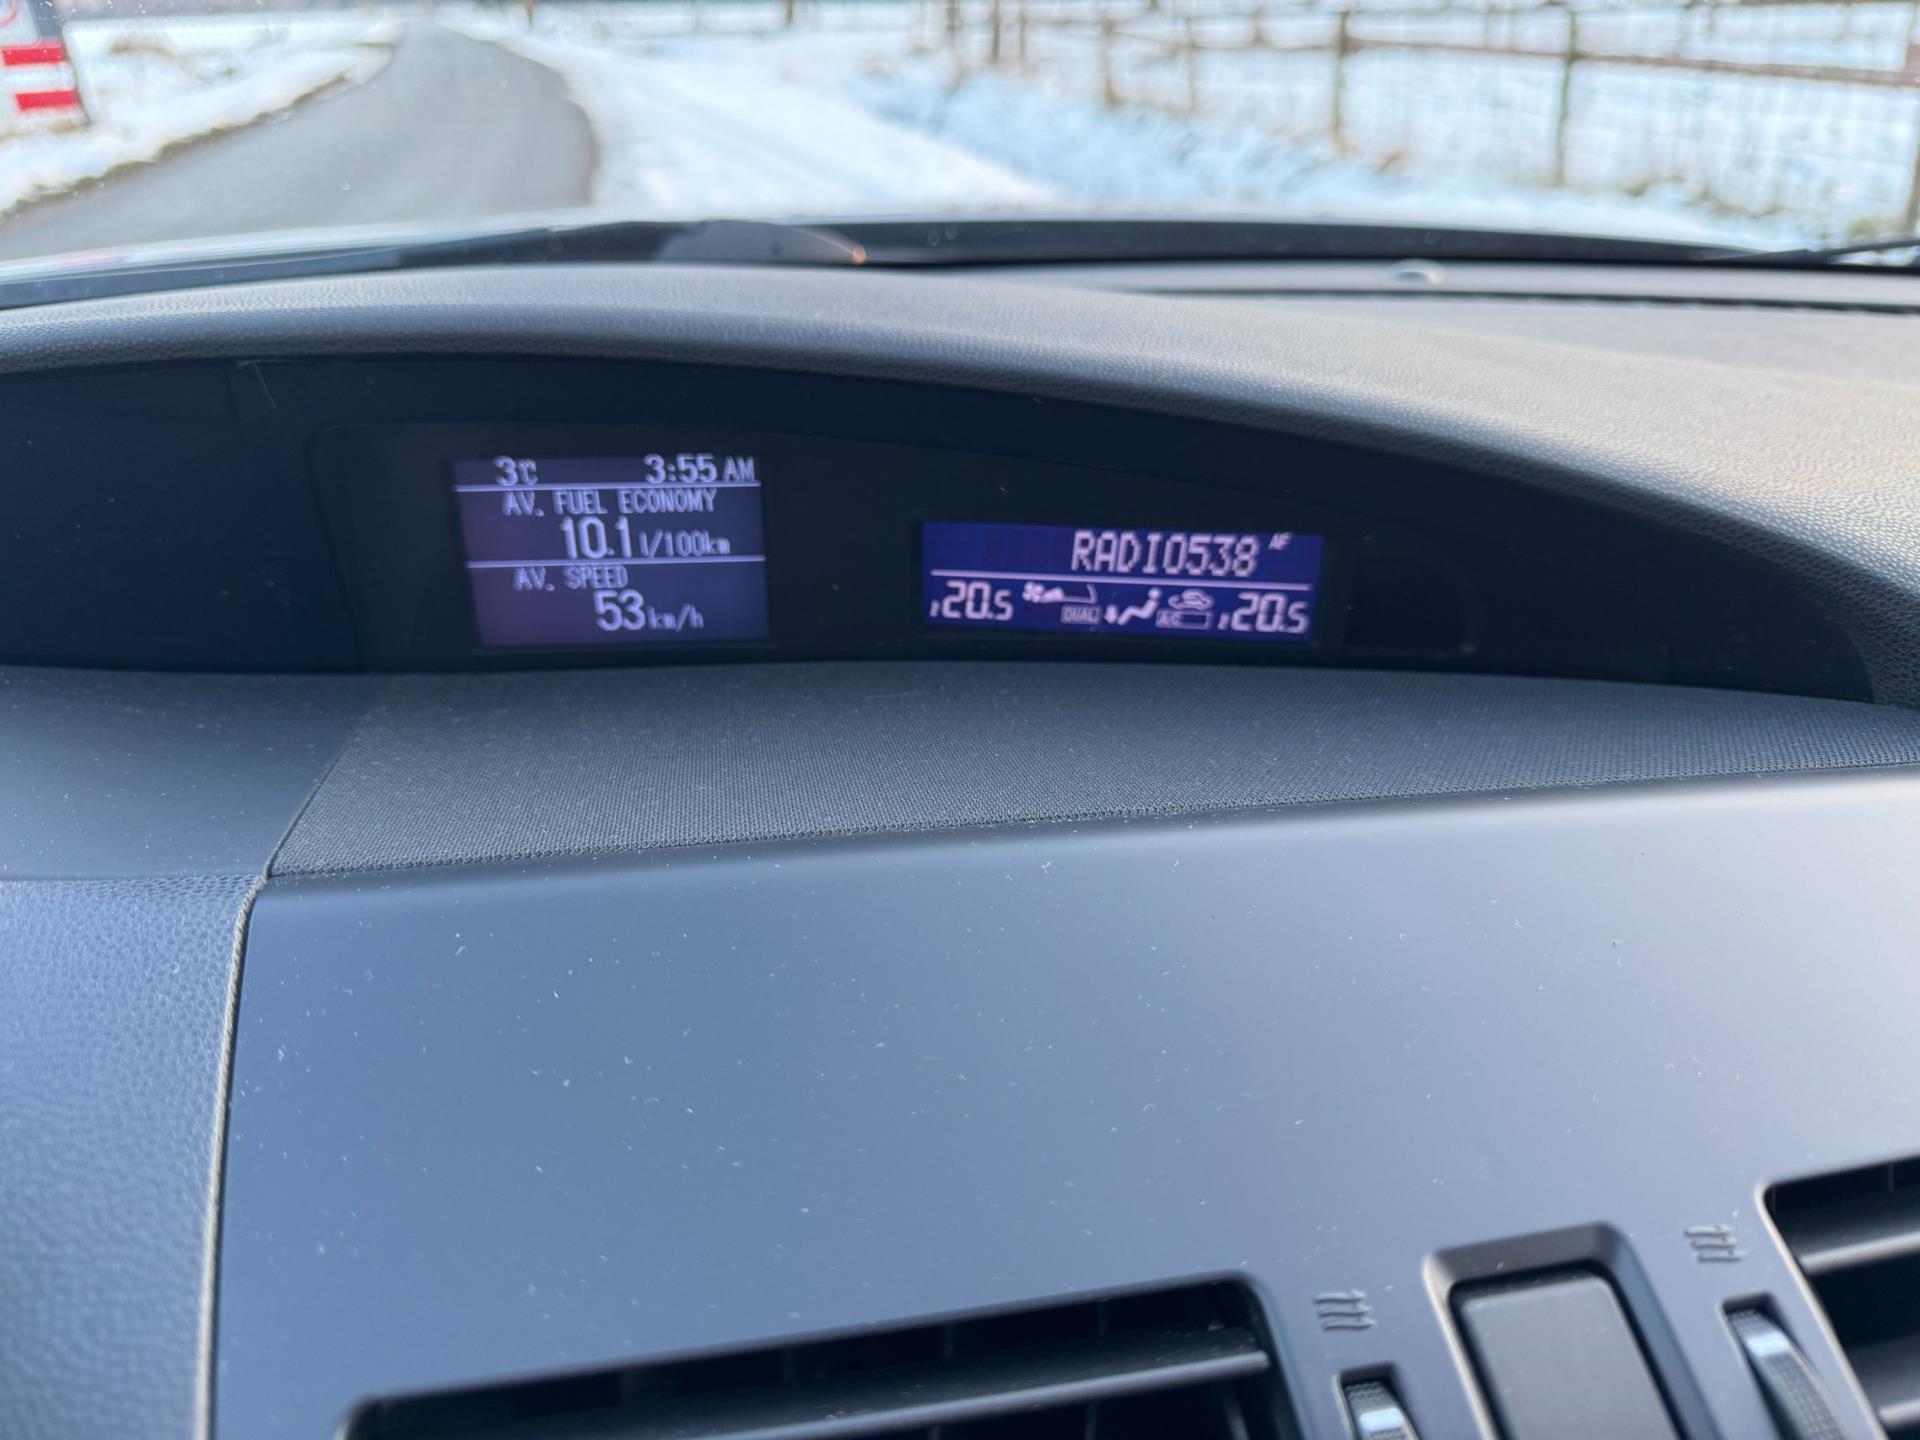 3℃ 3:55 AM
AV. FUEL ECONOMY
10.1 l/100km
AV. SPEED
53 km/h
RADIO538 AF
20.5 DUAL A/C 20.5